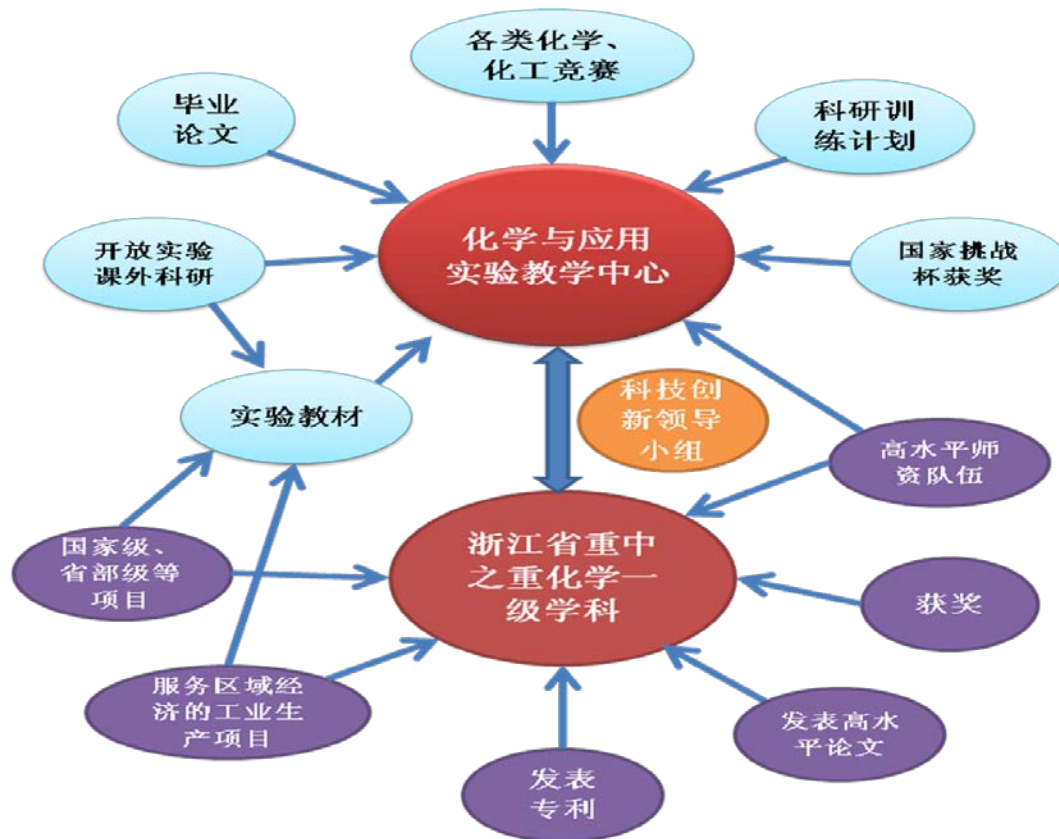 各类化学、
化工竞赛
毕业
论文
科研训
练计划
开放实验
课外科研
化学与应用
实验教学中心
国家挑战
杯获奖
实验教材
科技创
新领导
小组
高水平师
资队伍
国家级、
省部级等
项目
浙江省重中
之重化学一
级学科
获奖
服务区域经
济的工业生
产项目
发表高水
平论文
发表
专利